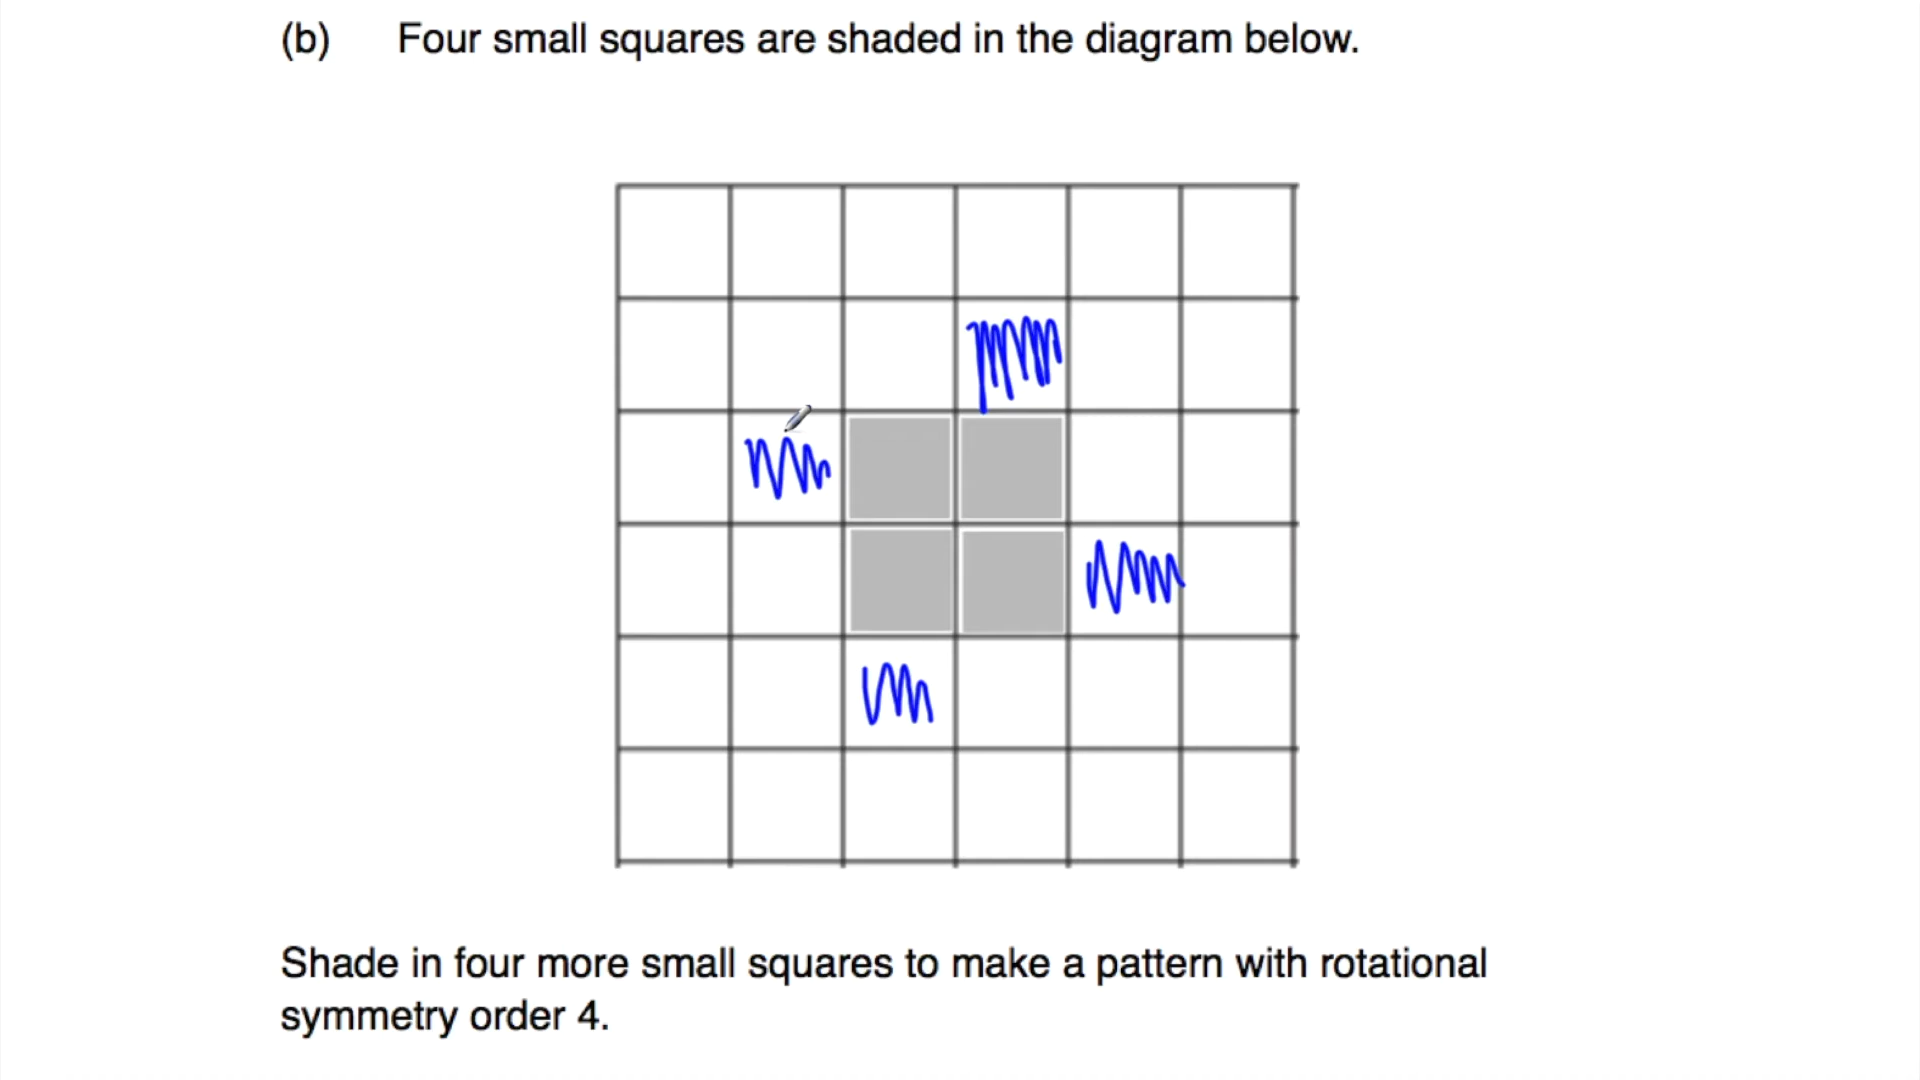 (b) Four small squares are shaded in the diagram below.
Shade in four more small squares to make a pattern with rotational
symmetry order 4.